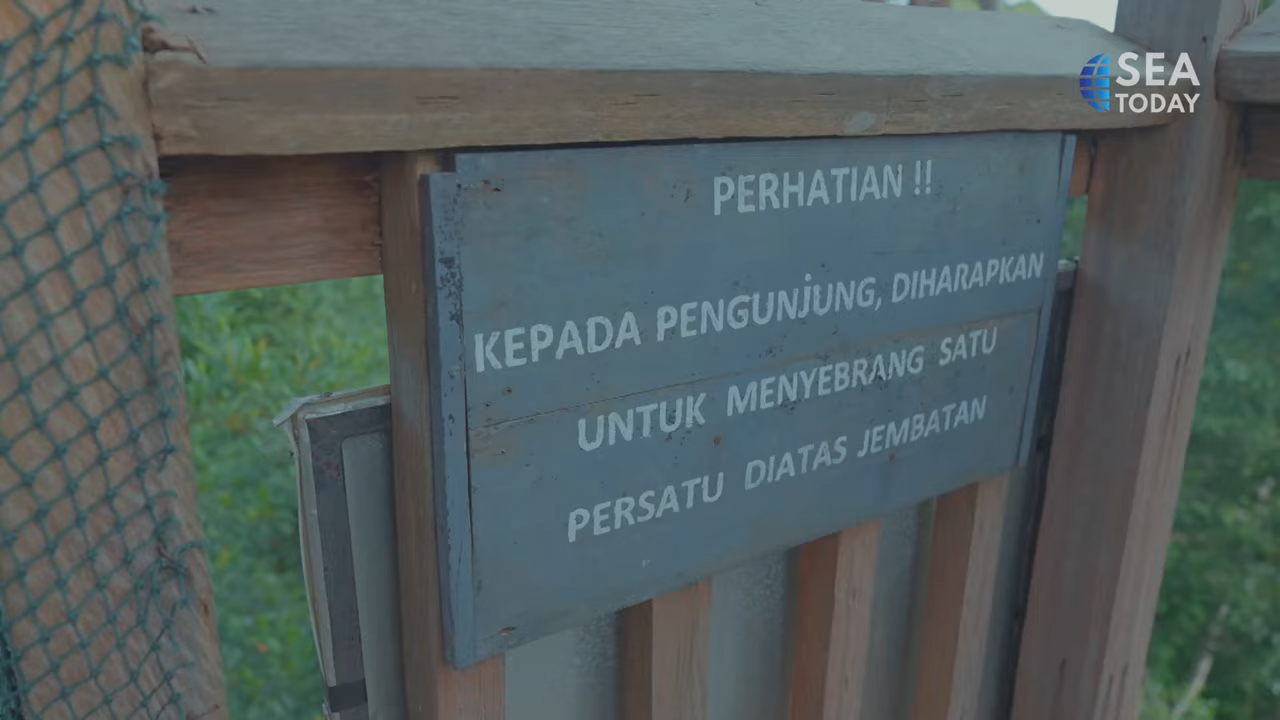 SEA
TODAY
PERHATIAN !!
KEPADA PENGUNJUNG, DIHARAPKAN
UNTUK MENYEBRANG SATU
PERSATU DIATAS JEMBATAN